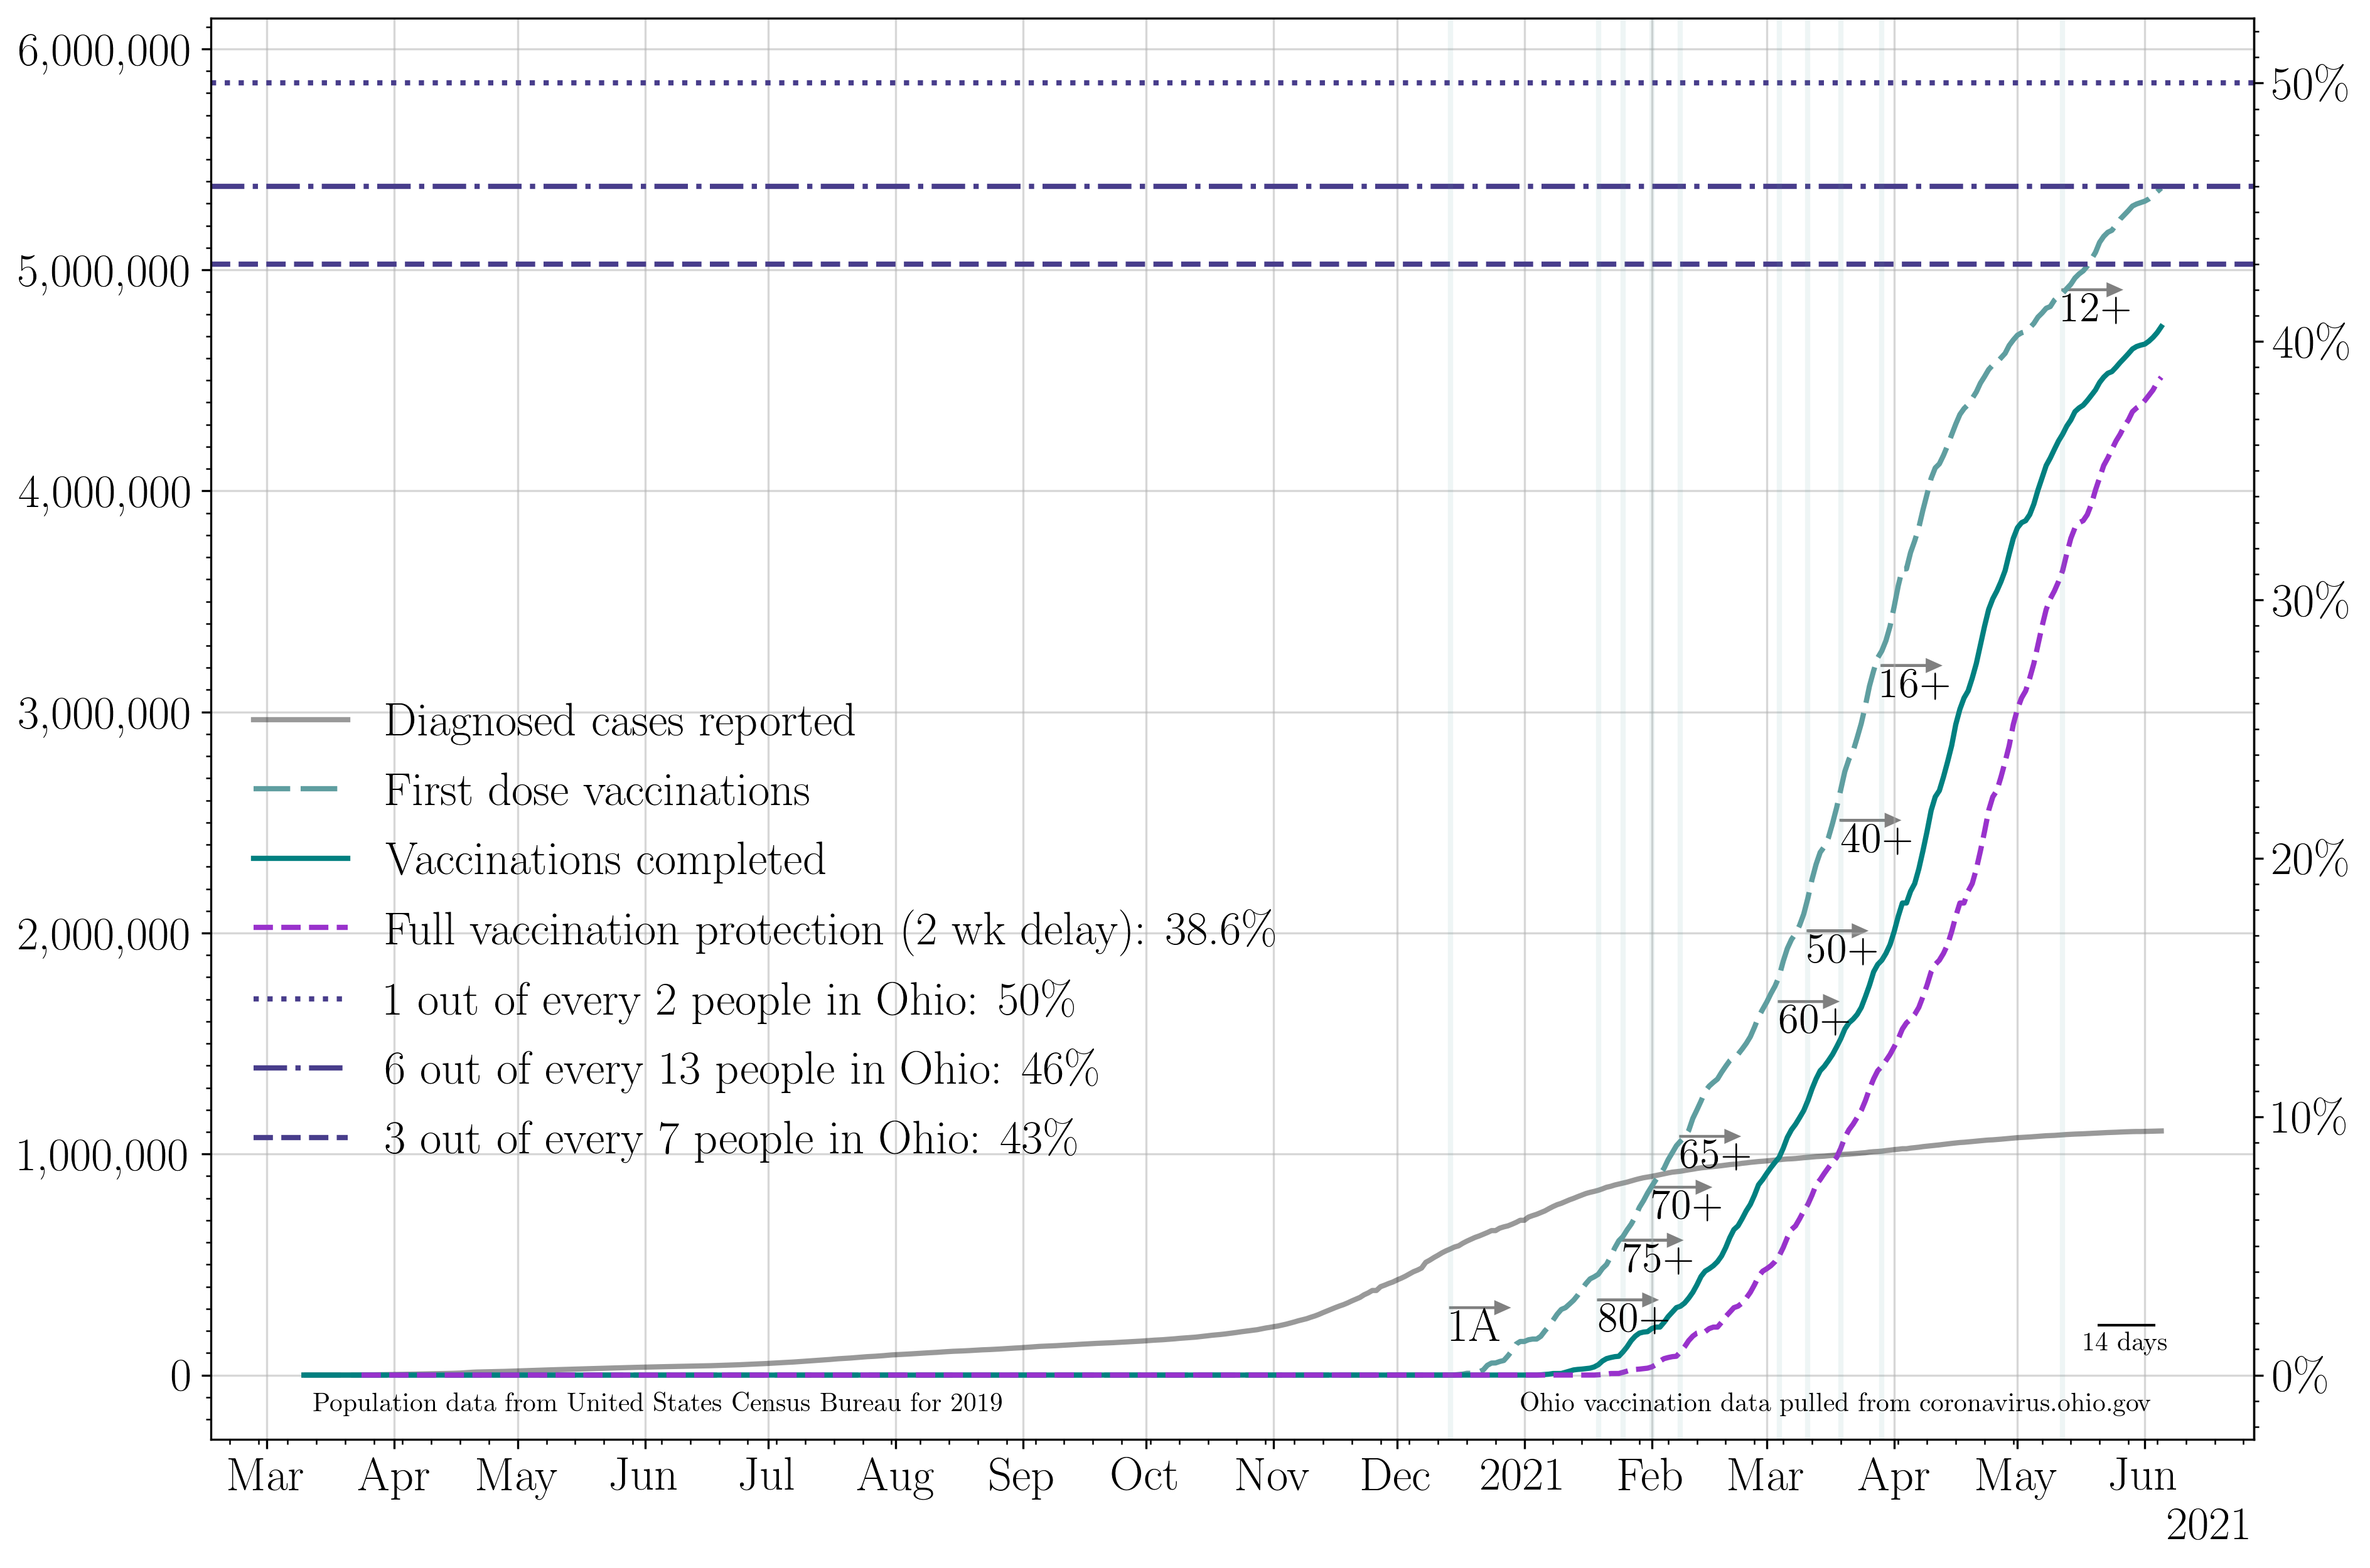 6,000,000
50%
5,000,000
12+
40%
4,000,000
30%
16+
3,000,000
Diagnosed cases reported
First dose vaccinations
40+
Vaccinations completed
20%
Full vaccination protection (2 wk delay): 38.6%
2,000,000
50+
1 out of every 2 people in Ohio: 50%
60+
6 out of every 13 people in Ohio: 46%
3 out of every 7 people in Ohio: 43%
10%
1,000,000
65+
70+
75+
80+
1A
14 days
0
0%
Population data from United States Census Bureau for 2019
Ohio vaccination data pulled from coronavirus.ohio.gov
Mar Apr May Jun Jul Aug Sep Oct Nov Dec 2021 Feb Mar Apr May Jun
2021